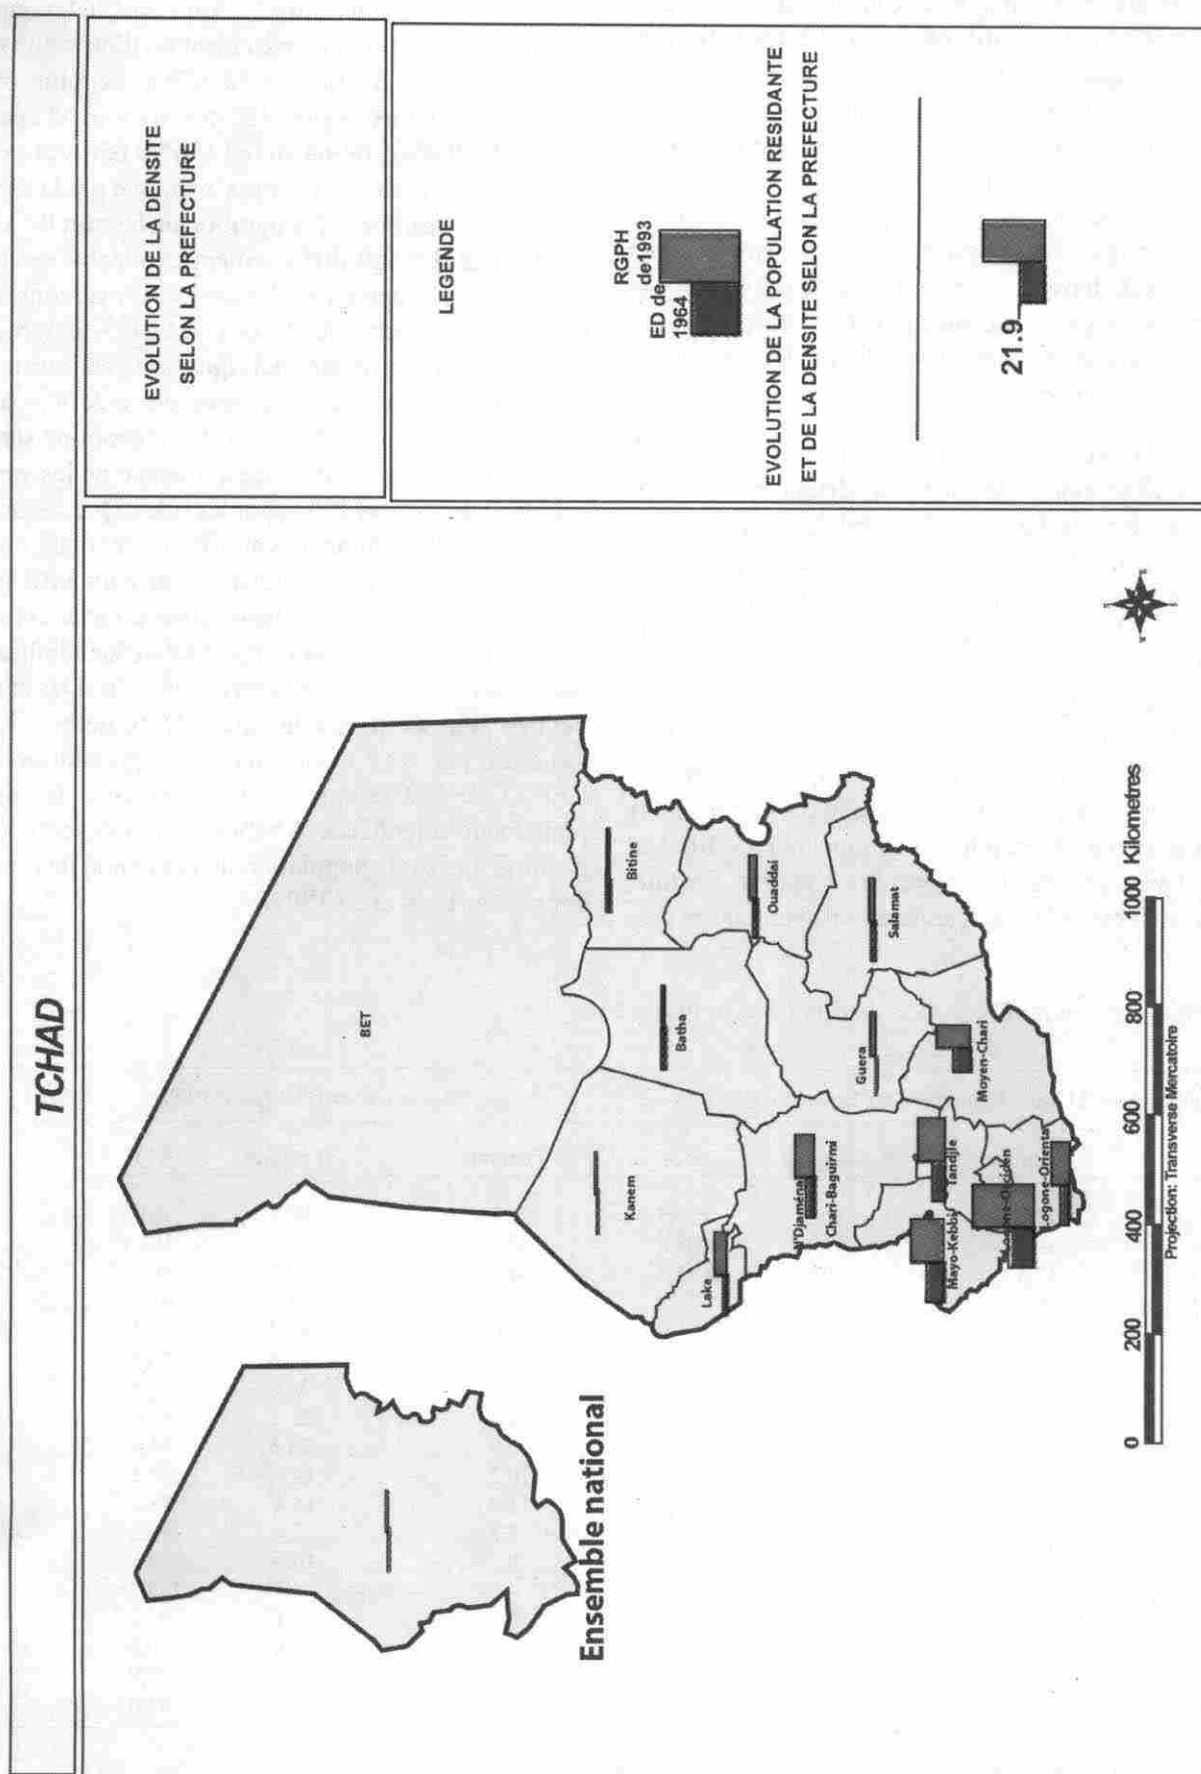 TCHAD
EVOLUTION DE LA DENSITE
SELON LA PREFECTURE
LEGENDE
ED de
1964
RGPH
de1993
EVOLUTION DE LA POPULATION RESIDANTE
ET DE LA DENSITE SELON LA PREFECTURE
21.9
BET
Kanem
Batha
Bitine
Lake
Ouaddai
N'Djaména
Chari-Baguirmi
Guera
Salamat
Mayo-Kebbi
Tandjile
Moyen-Chari
Logone-Orienta
Ensemble national
0 200 400 600 800 1000 Kilometres
Projection: Transverse Mercatoire